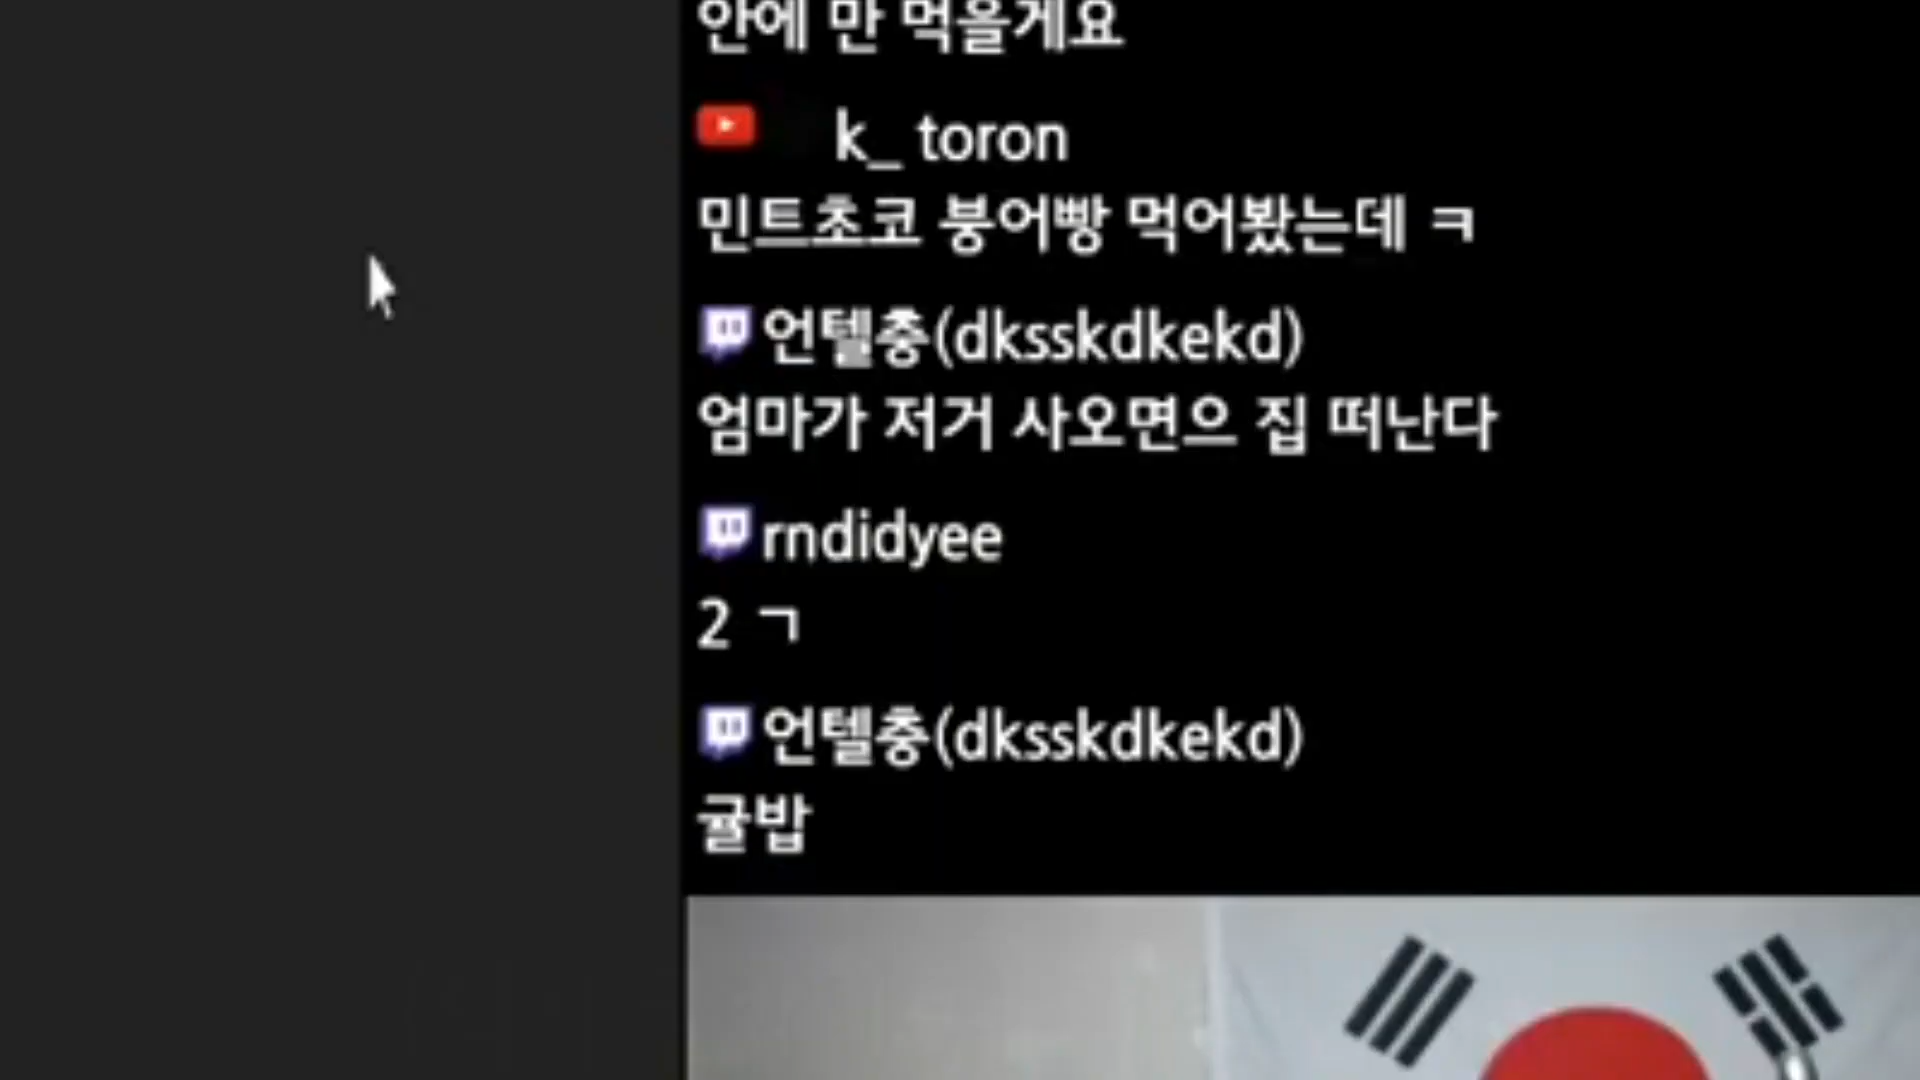 안에 만 먹을게요
k_ toron
민트초코 붕어빵 먹어봤는데 ㅋ
언텔충(dksskdkekd)
엄마가 저거 사오면으 집 떠난다
rndidyee
2 ㄱ
언텔충(dksskdkekd)
귤밥